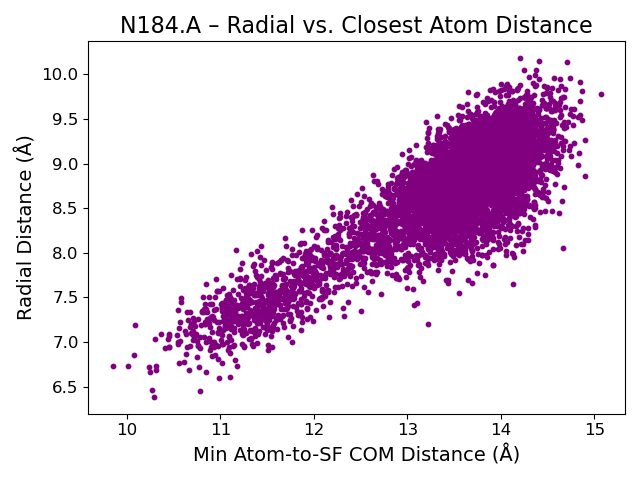 N184.A – Radial vs. Closest Atom Distance
10.0
9.5
9.0
8.5
8.0
7.5
7.0
6.5
Radial Distance (Å)
10 11 12 13 14 15
Min Atom-to-SF COM Distance (Å)